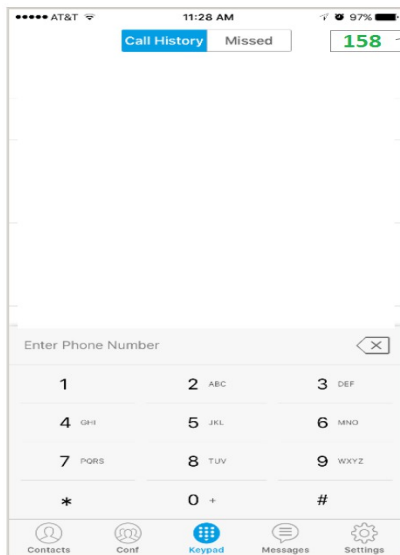 AT&T 11:28 AM 97%
Call History Missed 158
Enter Phone Number
1 2 ABC 3 DEF
4 GHI 5 JKL 6 MNO
7 PQRS 8 TUV 9 WXYZ
* 0 + #
Contacts Conf Keypad Messages Settings